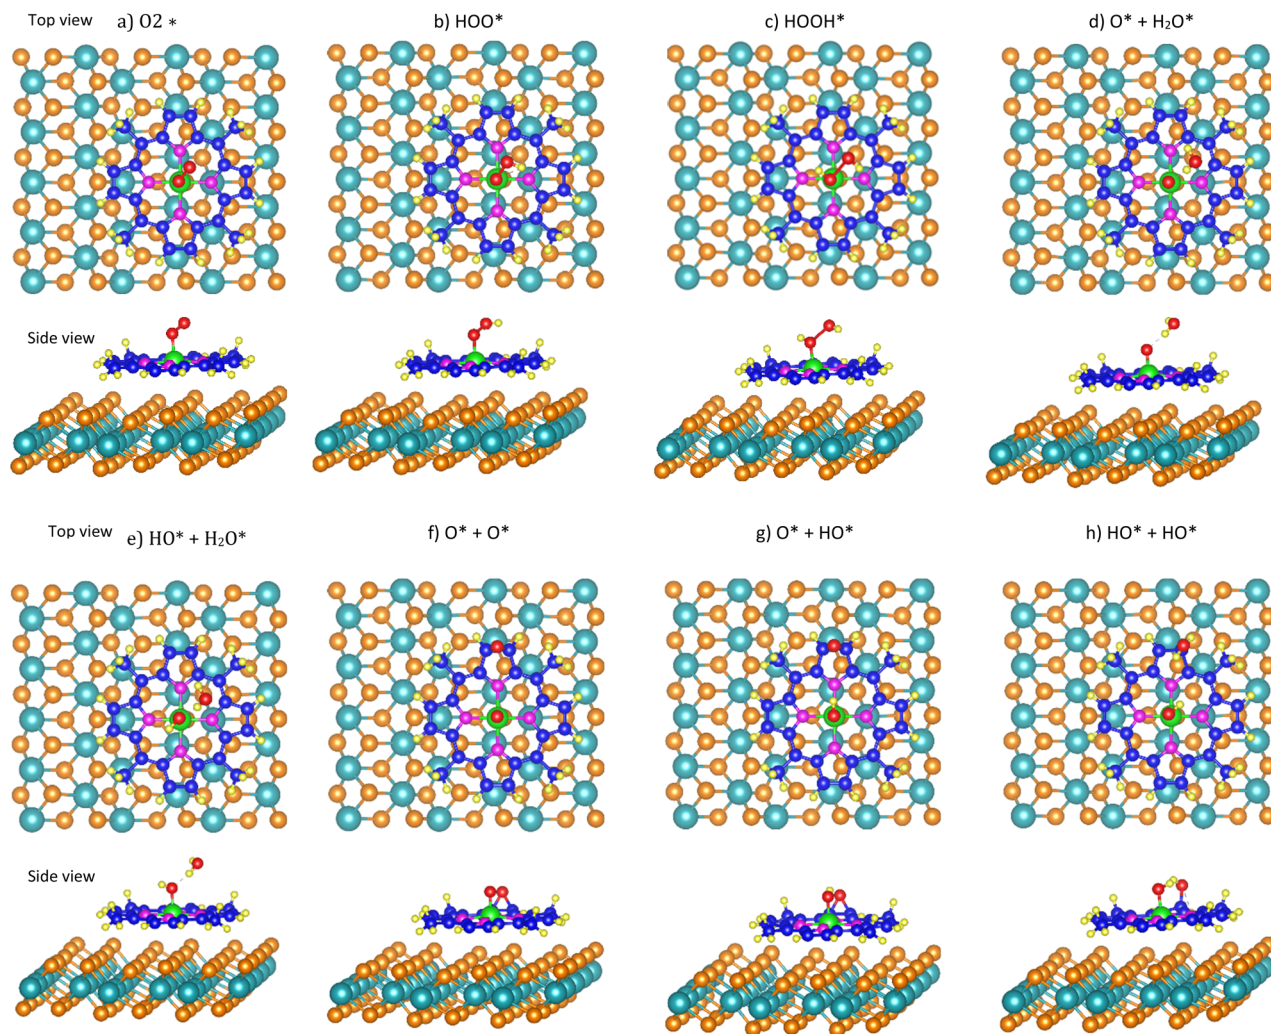 Top view a) O2 * b) HOO* c) HOOH* d) O* + H₂O*
Side view
Top view e) HO* + H₂O* f) O* + O* g) O* + HO* h) HO* + HO*
Side view